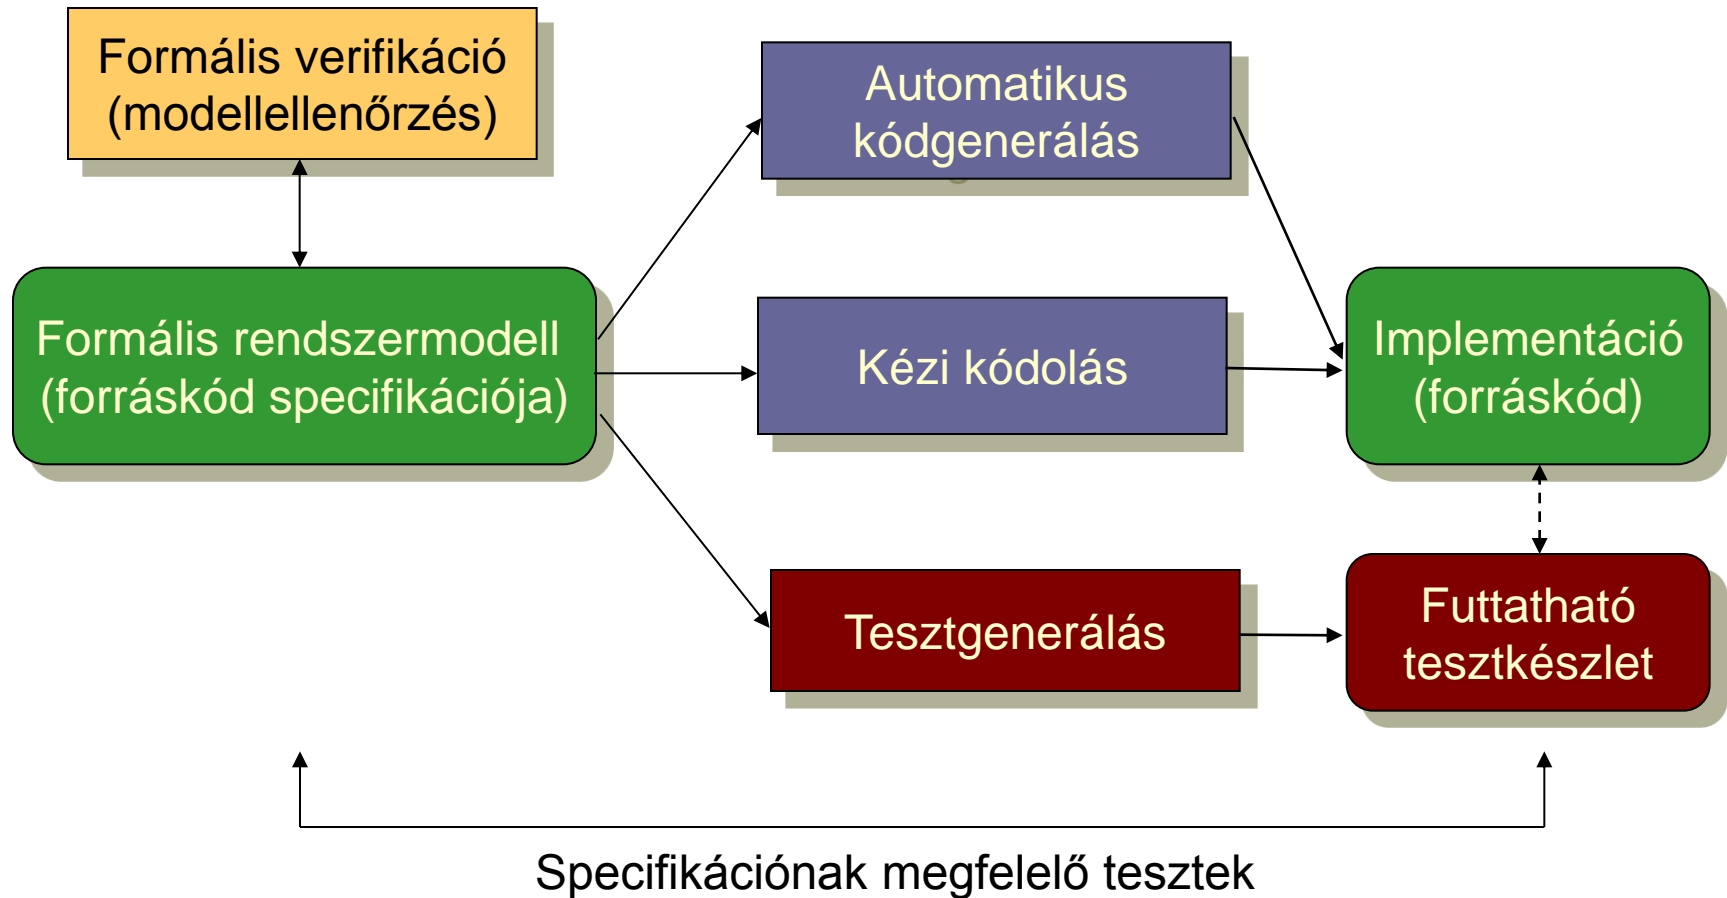 Formális verifikáció
(modellellenőrzés)
Automatikus
kódgenerálás
Formális rendszermodell
(forráskód specifikációja)
Kézi kódolás
Implementáció
(forráskód)
Tesztgenerálás
Futtatható
tesztkészlet
Specifikációnak megfelelő tesztek